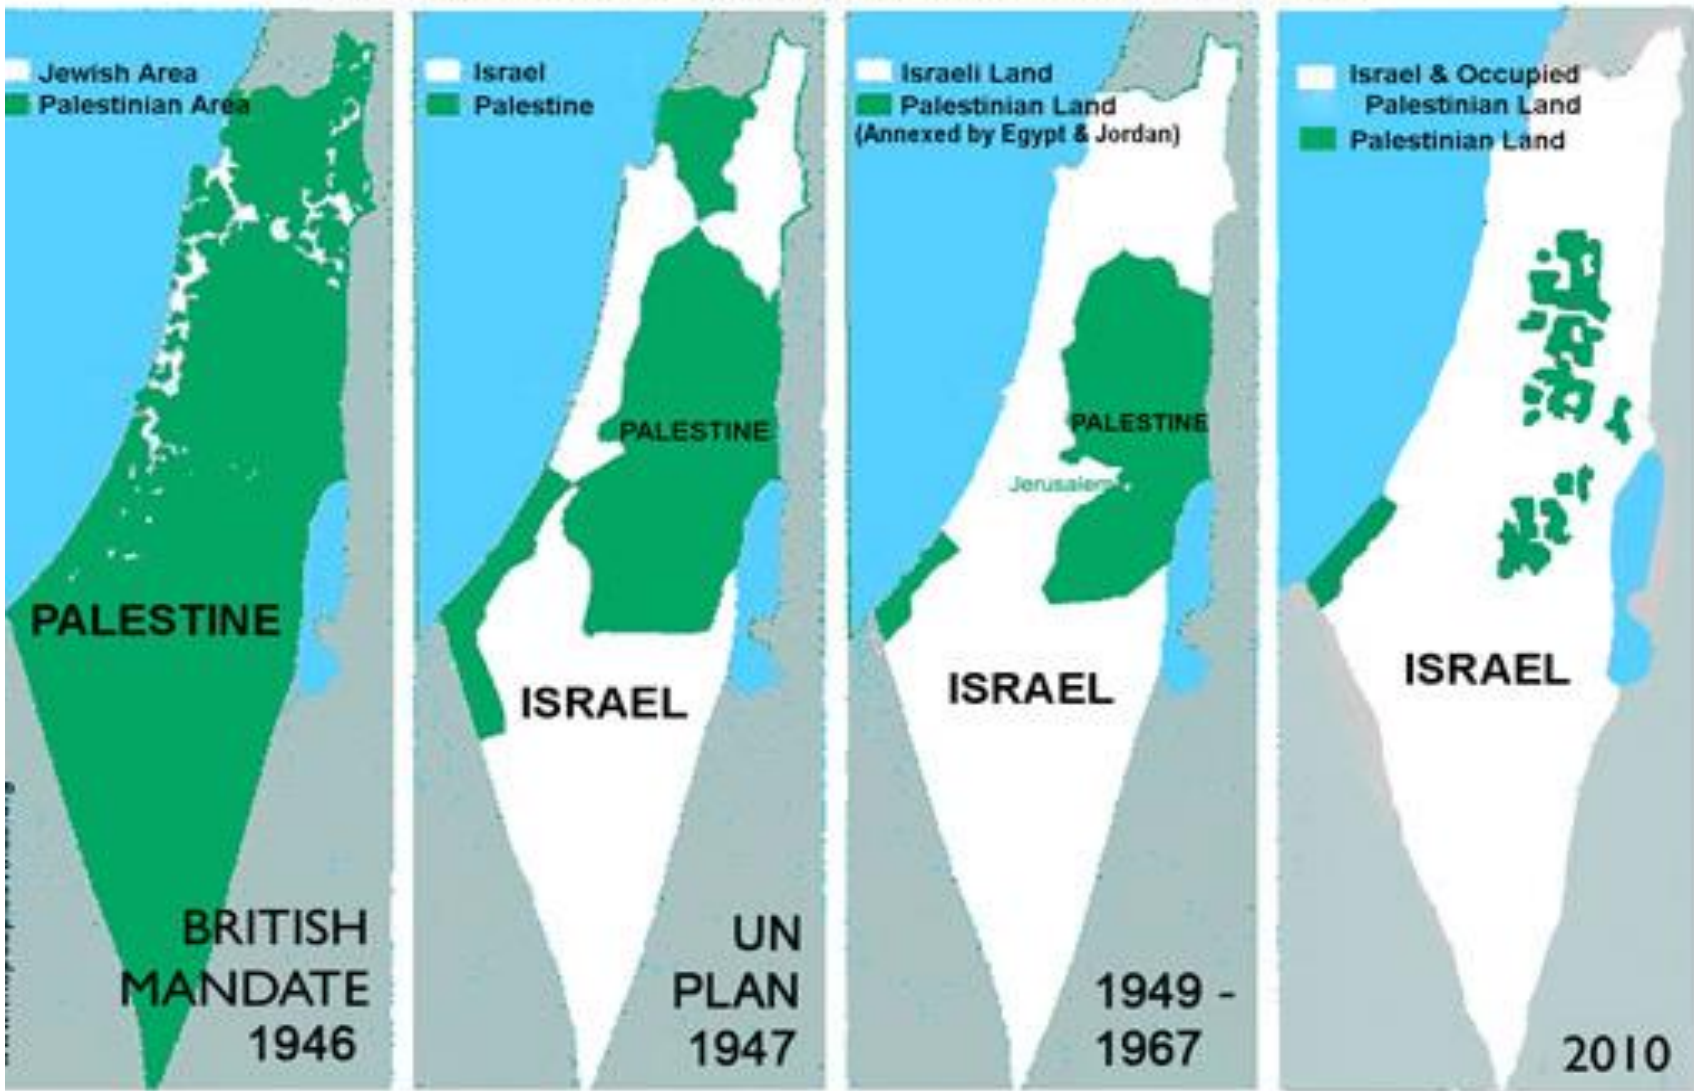 Jewish Area
Palestinian Area
PALESTINE
BRITISH
MANDATE
1946
Israel
Palestine
PALESTINE
ISRAEL
UN
PLAN
1947
Israeli Land
Palestinian Land
(Annexed by Egypt & Jordan)
PALESTINE
Jerusalem
ISRAEL
1949 -
1967
Israel & Occupied
Palestinian Land
Palestinian Land
ISRAEL
2010